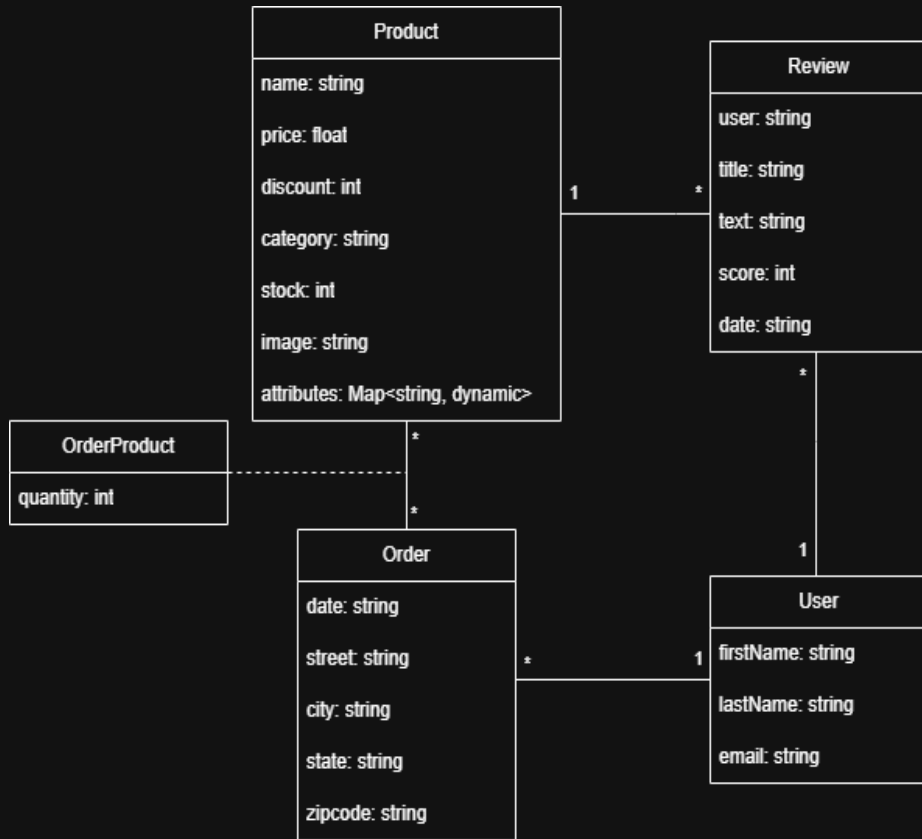 Product
name: string
price: float
discount: int
category: string
stock: int
image: string
attributes: Map<string, dynamic>
1
*
Review
user: string
title: string
text: string
score: int
date: string
*
*
OrderProduct
quantity: int
*
Order
date: string
street: string
city: string
state: string
zipcode: string
*
1
1
User
firstName: string
lastName: string
email: string